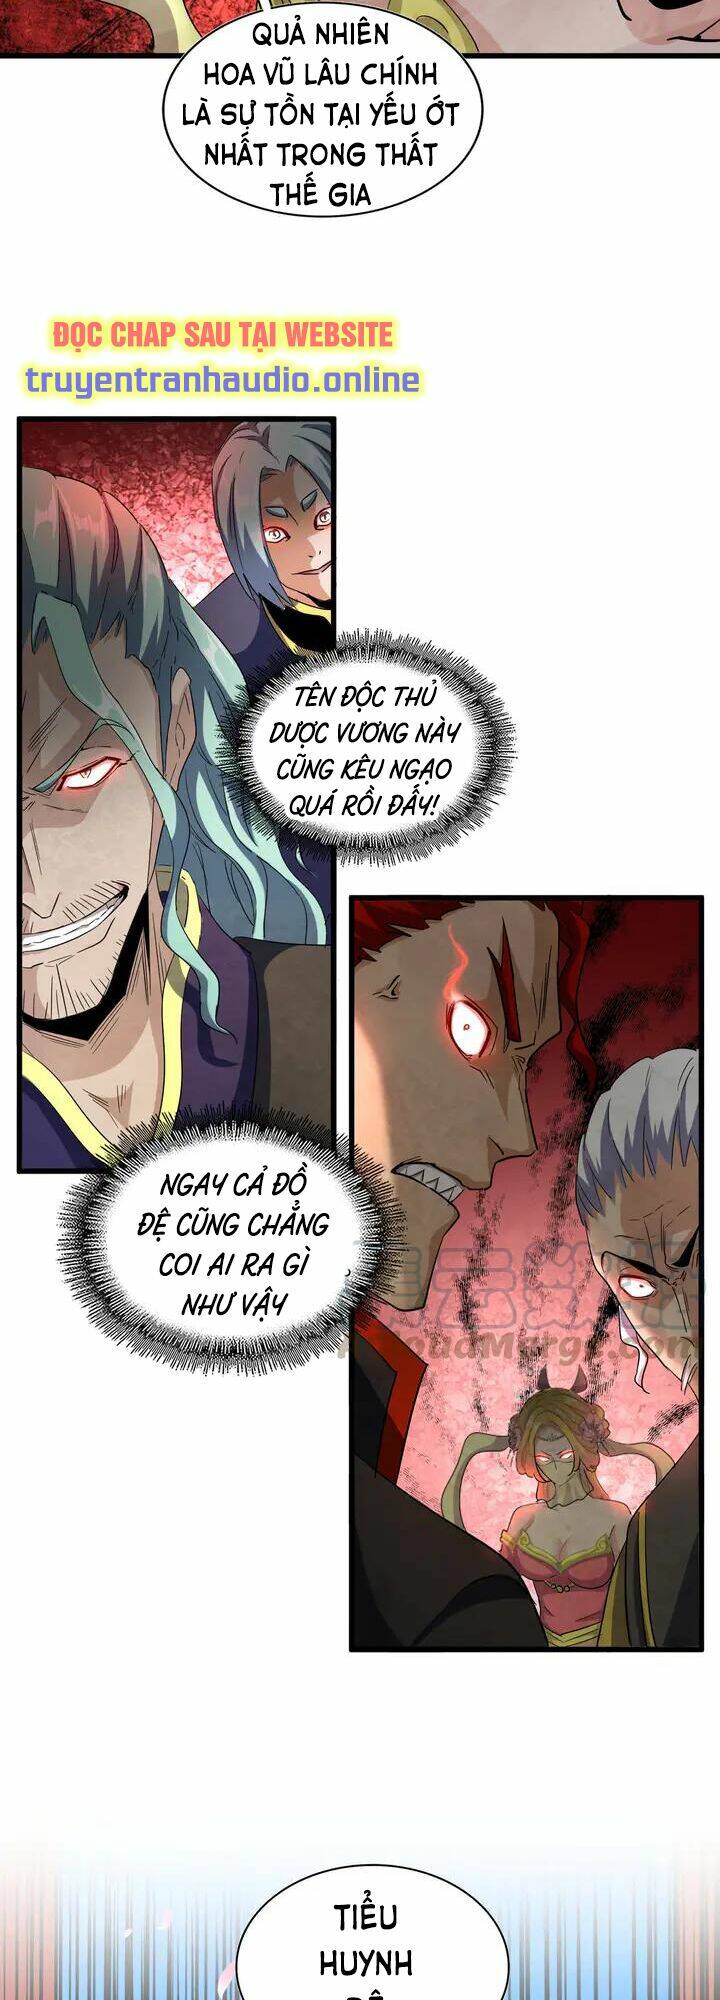 QUẢ NHIÊN
HOA VŨ LÂU CHÍNH
LÀ SỰ TỒN TẠI YẾU ỚT
NHẤT TRONG THẤT
THẾ GIA
ĐỌC CHAP SAU TẠI WEBSITE
truyentranhaudio.online
TÊN ĐỘC THỦ
DƯỢC VƯƠNG NÀY
CŨNG KÊU NGẠO
QUÁ RỒI ĐẤY!
NGAY CẢ ĐỒ
ĐỆ CŨNG CHẲNG
COI AI RA GÌ
NHƯ VẬY
TIỂU
HUYNH